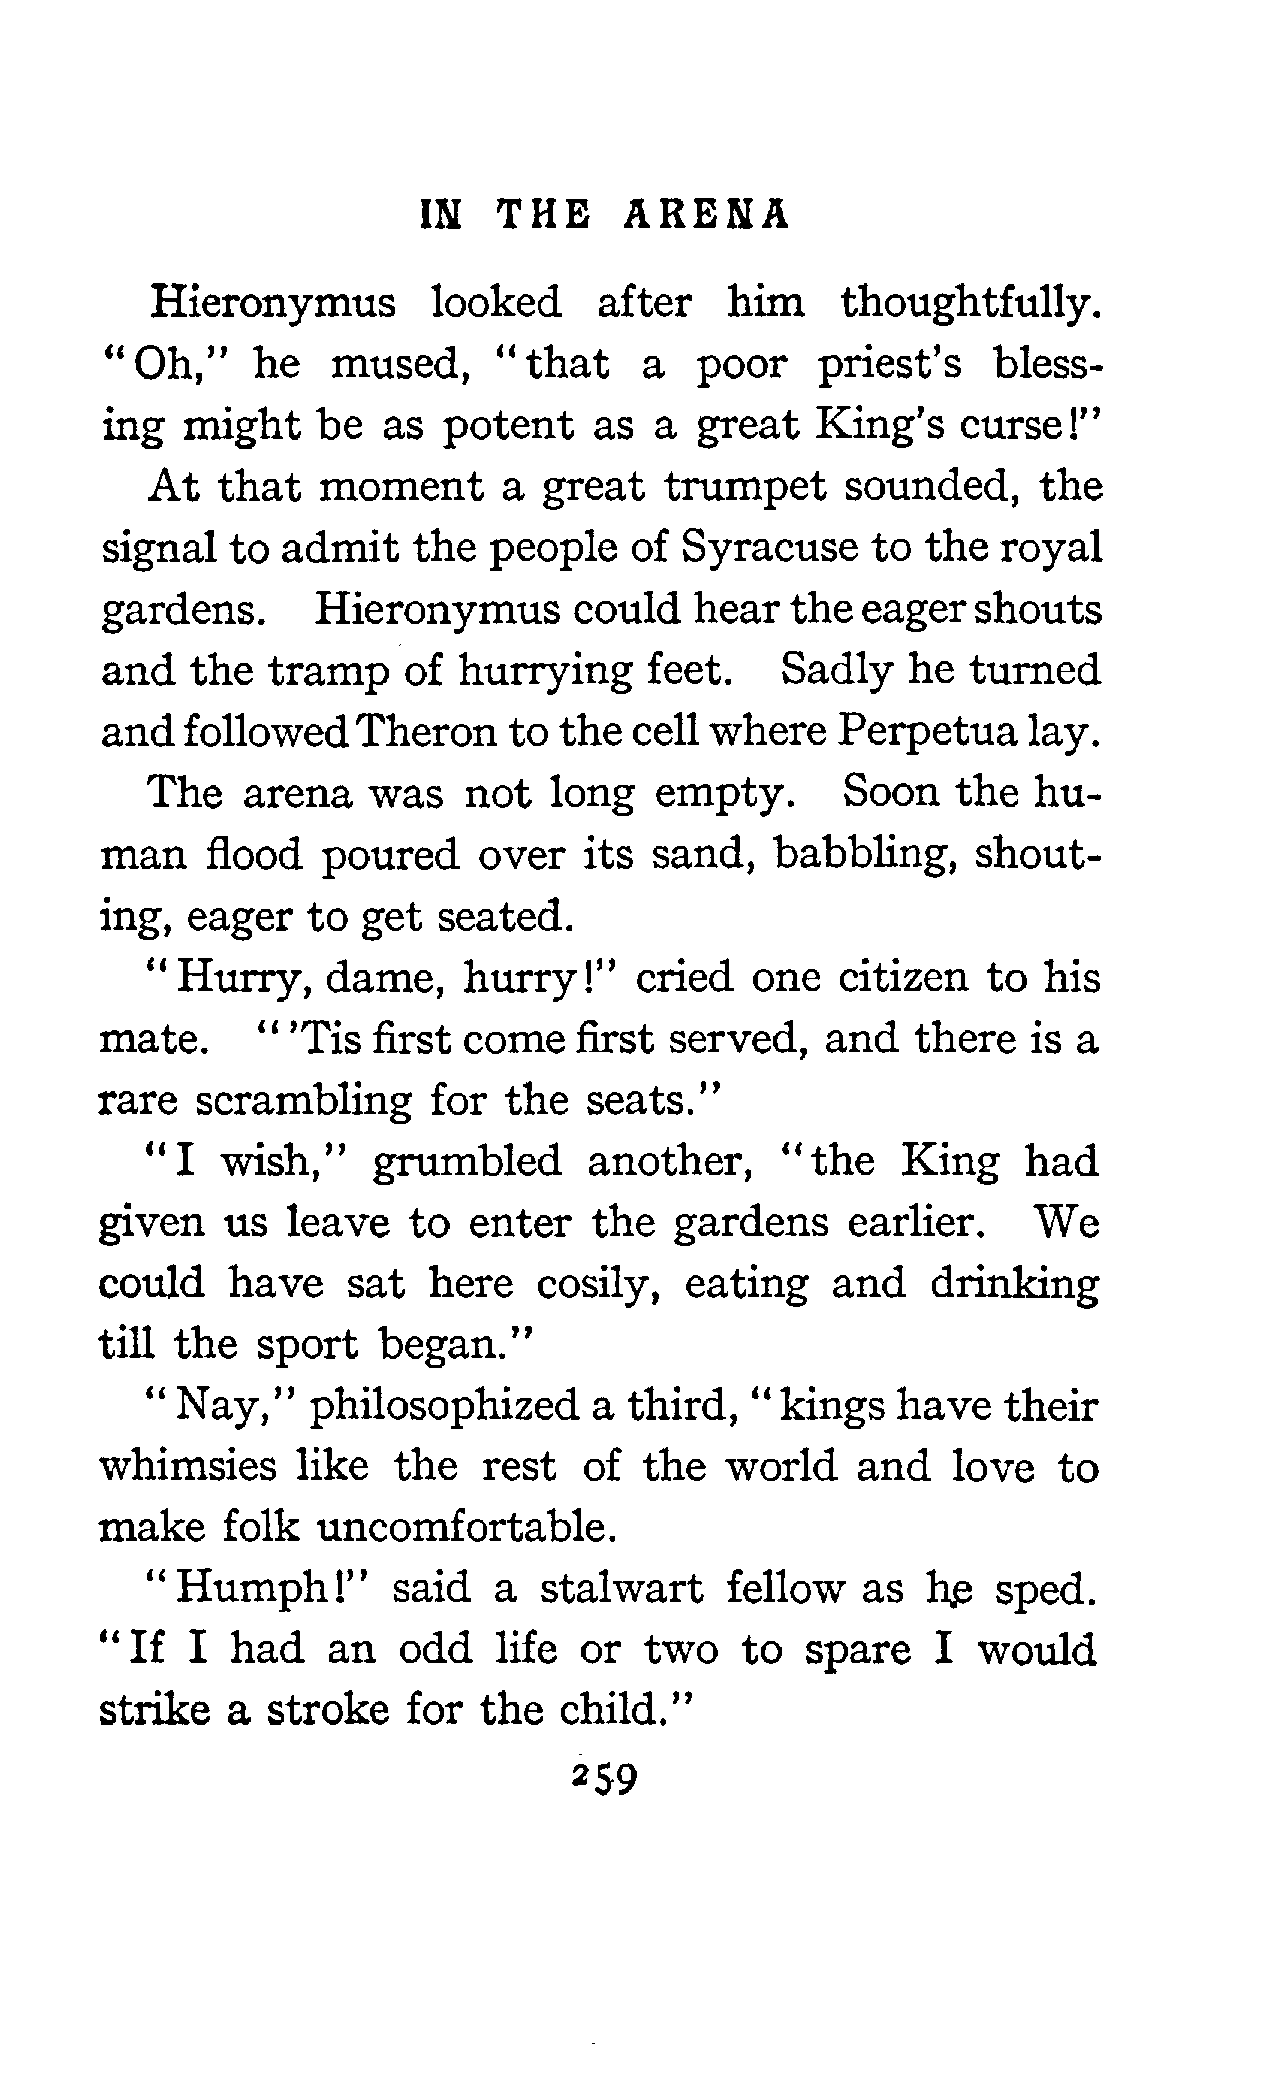 IN THE ARENA
Hieronymus looked after him thoughtfully.
"Oh," he mused, "that a poor priest's bless-
ing might be as potent as a great King's curse!"
At that moment a great trumpet sounded, the
signal to admit the people of Syracuse to the royal
gardens. Hieronymus could hear the eager shouts
and the tramp of hurrying feet. Sadly he turned
and followed Theron to the cell where Perpetua lay.
The arena was not long empty. Soon the hu-
man flood poured over its sand, babbling, shout-
ing, eager to get seated.
"Hurry, dame, hurry!" cried one citizen to his
mate. "'Tis first come first served, and there is a
rare scrambling for the seats."
"I wish," grumbled another, "the King had
given us leave to enter the gardens earlier. We
could have sat here cosily, eating and drinking
till the sport began."
"Nay," philosophized a third, "kings have their
whimsies like the rest of the world and love to
make folk uncomfortable.
"Humph!" said a stalwart fellow as he sped.
"If I had an odd life or two to spare I would
strike a stroke for the child."
259